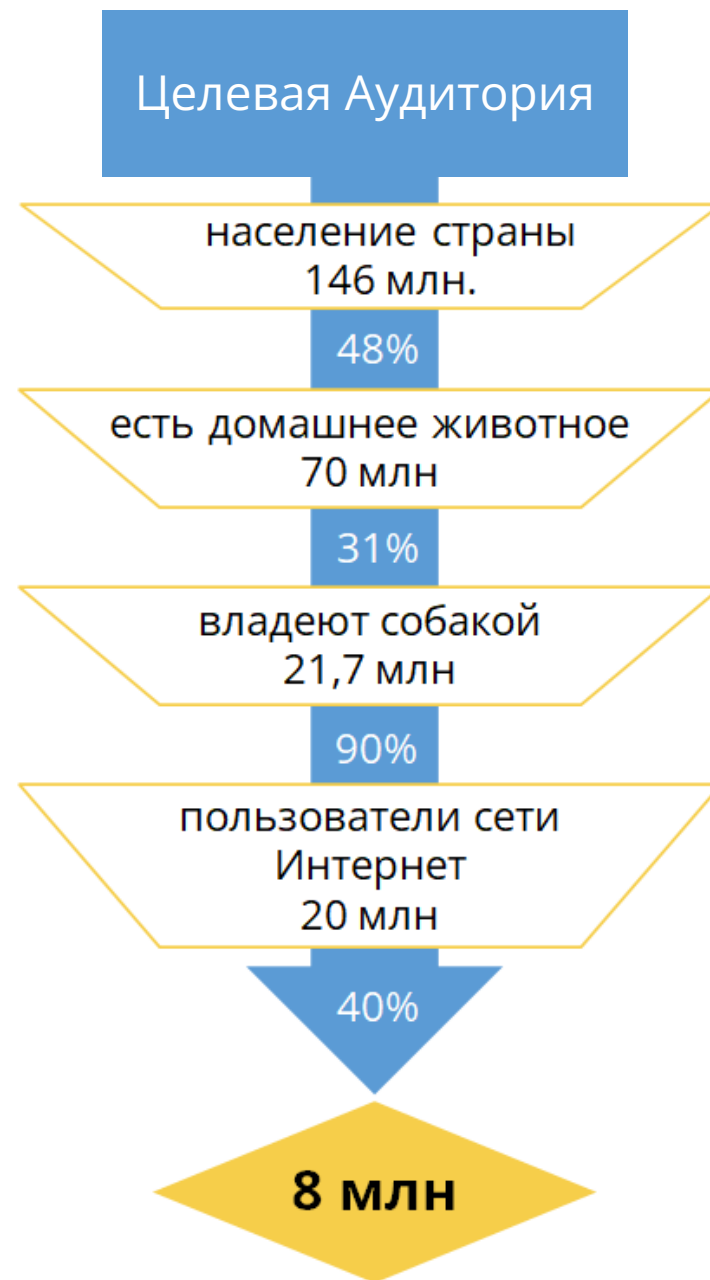 Целевая Аудитория
население страны
146 млн.
48%
есть домашнее животное
70 млн
31%
владеют собакой
21,7 млн
90%
пользователи сети
Интернет
20 млн
40%
8 млн